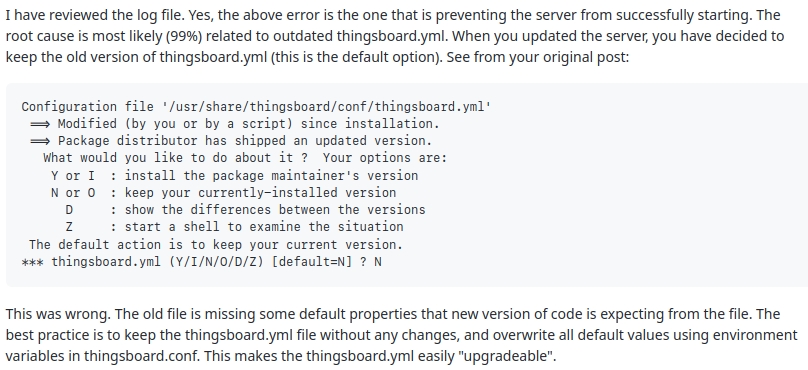 I have reviewed the log file. Yes, the above error is the one that is preventing the server from successfully starting. The
root cause is most likely (99%) related to outdated thingsboard.yml. When you updated the server, you have decided to
keep the old version of thingsboard.yml (this is the default option). See from your original post:
Configuration file '/usr/share/thingsboard/conf/thingsboard.yml'
⟹ Modified (by you or by a script) since installation.
⟹ Package distributor has shipped an updated version.
What would you like to do about it ? Your options are:
Y or I : install the package maintainer's version
N or O : keep your currently-installed version
D : show the differences between the versions
Z : start a shell to examine the situation
The default action is to keep your current version.
*** thingsboard.yml (Y/I/N/O/D/Z) [default=N] ? N
This was wrong. The old file is missing some default properties that new version of code is expecting from the file. The
best practice is to keep the thingsboard.yml file without any changes, and overwrite all default values using environment
variables in thingsboard.conf. This makes the thingsboard.yml easily "upgradeable".